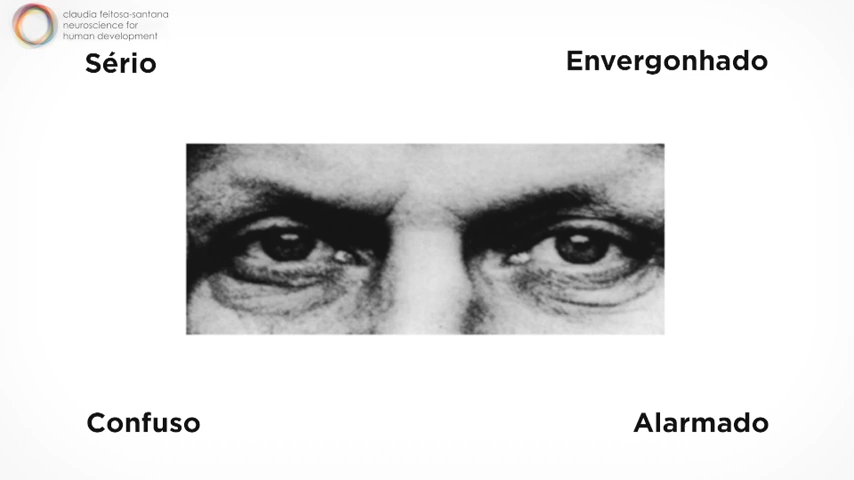 claudia feitosa-santana
neuroscience for
human development
Sério
Envergonhado
Confuso
Alarmado